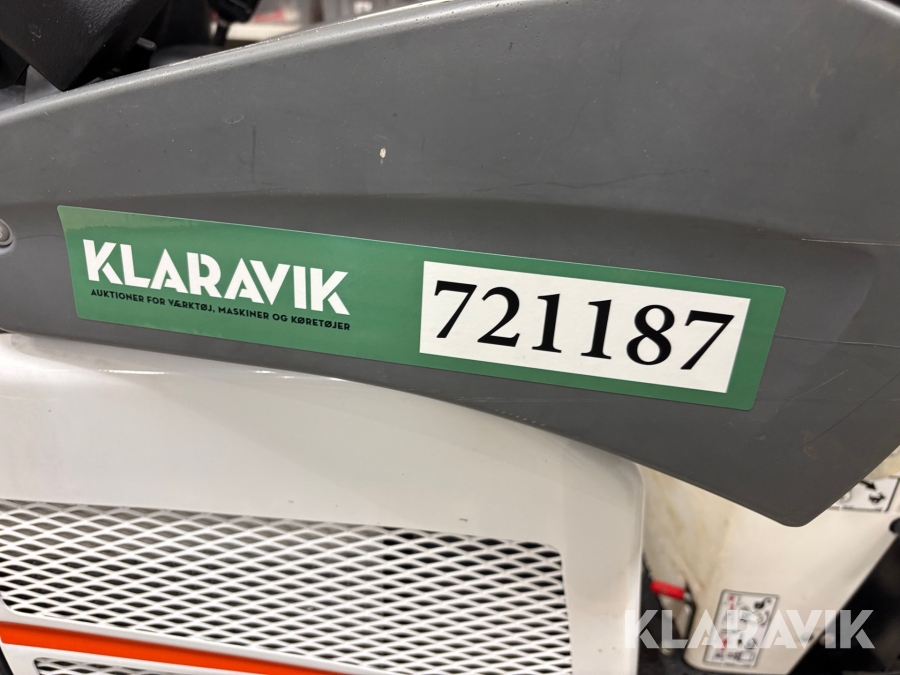 KLARAVIK
AUKTIONER FOR VÆRKTØJ, MASKINER OG KØRETØJER
721187
KLARAVIK